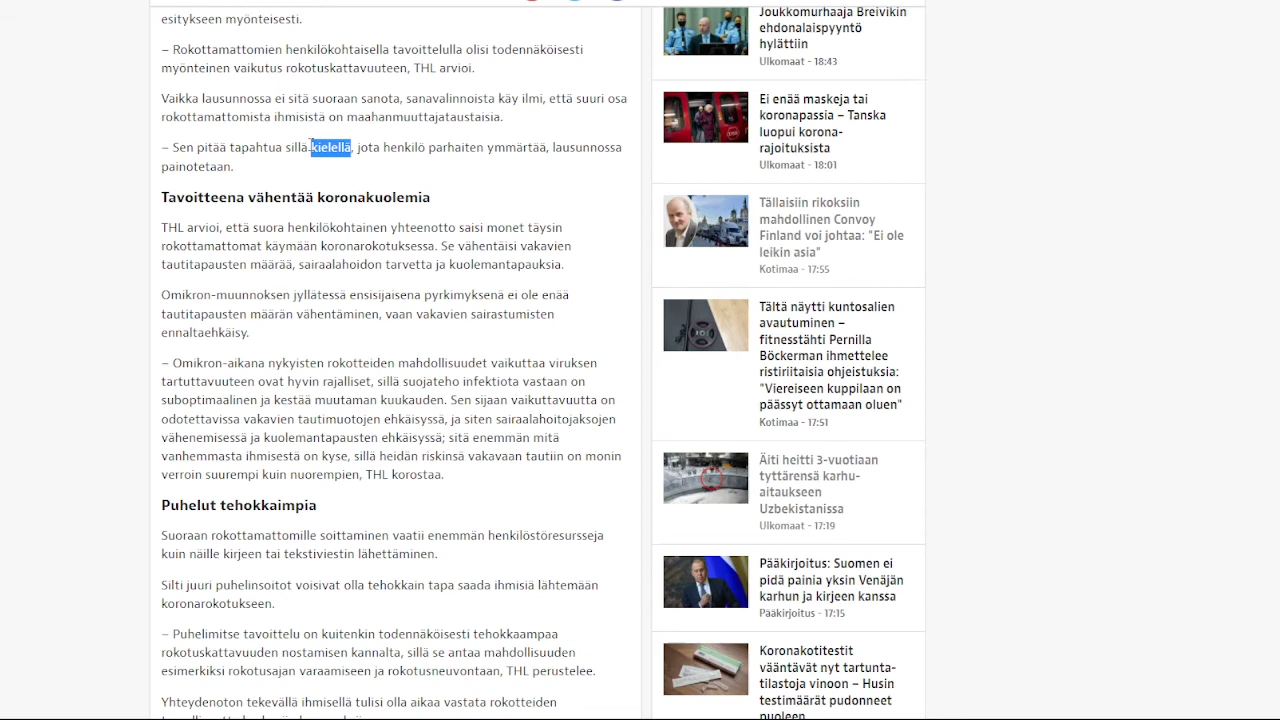 esitykseen myönteisesti.
– Rokottamattomien henkilökohtaisella tavoittelulla olisi todennäköisesti
myönteinen vaikutus rokotuskattavuuteen, THL arvioi.
Vaikka lausunnossa ei sitä suoraan sanota, sanavalinnoista käy ilmi, että suuri osa
rokottamattomista ihmisistä on maahanmuuttajataustaisia.
– Sen pitää tapahtua sillä kielellä, jota henkilö parhaiten ymmärtää, lausunnossa
painotetaan.
Tavoitteena vähentää koronakuolemia
THL arvioi, että suora henkilökohtainen yhteenotto saisi monet täysin
rokottamattomat käymään koronarokotuksessa. Se vähentäisi vakavien
tautitapausten määrää, sairaalahoidon tarvetta ja kuolemantapauksia.
Omikron-muunnoksen jyllätessä ensisijaisena pyrkimyksenä ei ole enää
tautitapausten määrän vähentäminen, vaan vakavien sairastumisten
ennaltaehkäisy.
– Omikron-aikana nykyisten rokotteiden mahdollisuudet vaikuttaa viruksen
tartuttavuuteen ovat hyvin rajalliset, sillä suojateho infektiota vastaan on
suboptimaalinen ja kestää muutaman kuukauden. Sen sijaan vaikuttavuutta on
odotettavissa vakavien tautimuotojen ehkäisyssä, ja siten sairaalahoitojaksojen
vähenemisessä ja kuolemantapausten ehkäisyssä; sitä enemmän mitä
vanhemmasta ihmisestä on kyse, sillä heidän riskinsä vakavaan tautiin on monin
verroin suurempi kuin nuorempien, THL korostaa.
Puhelut tehokkaimpia
Suoraan rokottamattomille soittaminen vaatii enemmän henkilöstöresursseja
kuin näille kirjeen tai tekstiviestin lähettäminen.
Silti juuri puhelinsoitot voisivat olla tehokkain tapa saada ihmisiä lähtemään
koronarokotukseen.
– Puhelimitse tavoittelu on kuitenkin todennäköisesti tehokkaampaa
rokotuskattavuuden nostamisen kannalta, sillä se antaa mahdollisuuden
esimerkiksi rokotusajan varaamiseen ja rokotusneuvontaan, THL perustelee.
Yhteydenoton tekevällä ihmisellä tulisi olla aikaa vastata rokotteiden
Joukkomurhaaja Breivikin
ehdonalaispyyntö
hylättiin
Ulkomaat - 18:43
Ei enää maskeja tai
koronapassia – Tanska
luopui korona-
rajoituksista
Ulkomaat - 18:01
Tällaisiin rikoksiin
mahdollinen Convoy
Finland voi johtaa: "Ei ole
leikin asia"
Kotimaa - 17:55
Tältä näytti kuntosalien
avautuminen –
fitnesstähti Pernilla
Böckerman ihmettelee
ristiriitaisia ohjeistuksia:
"Viereiseen kuppilaan on
päässyt ottamaan oluen"
Kotimaa - 17:51
Äiti heitti 3-vuotiaan
tyttärensä karhu-
aitaukseen
Uzbekistanissa
Ulkomaat - 17:19
Pääkirjoitus: Suomen ei
pidä painia yksin Venäjän
karhun ja kirjeen kanssa
Pääkirjoitus - 17:15
Koronakotitestit
vääntävät nyt tartunta-
tilastoja vinoon – Husin
testimäärät pudonneet
puoleen